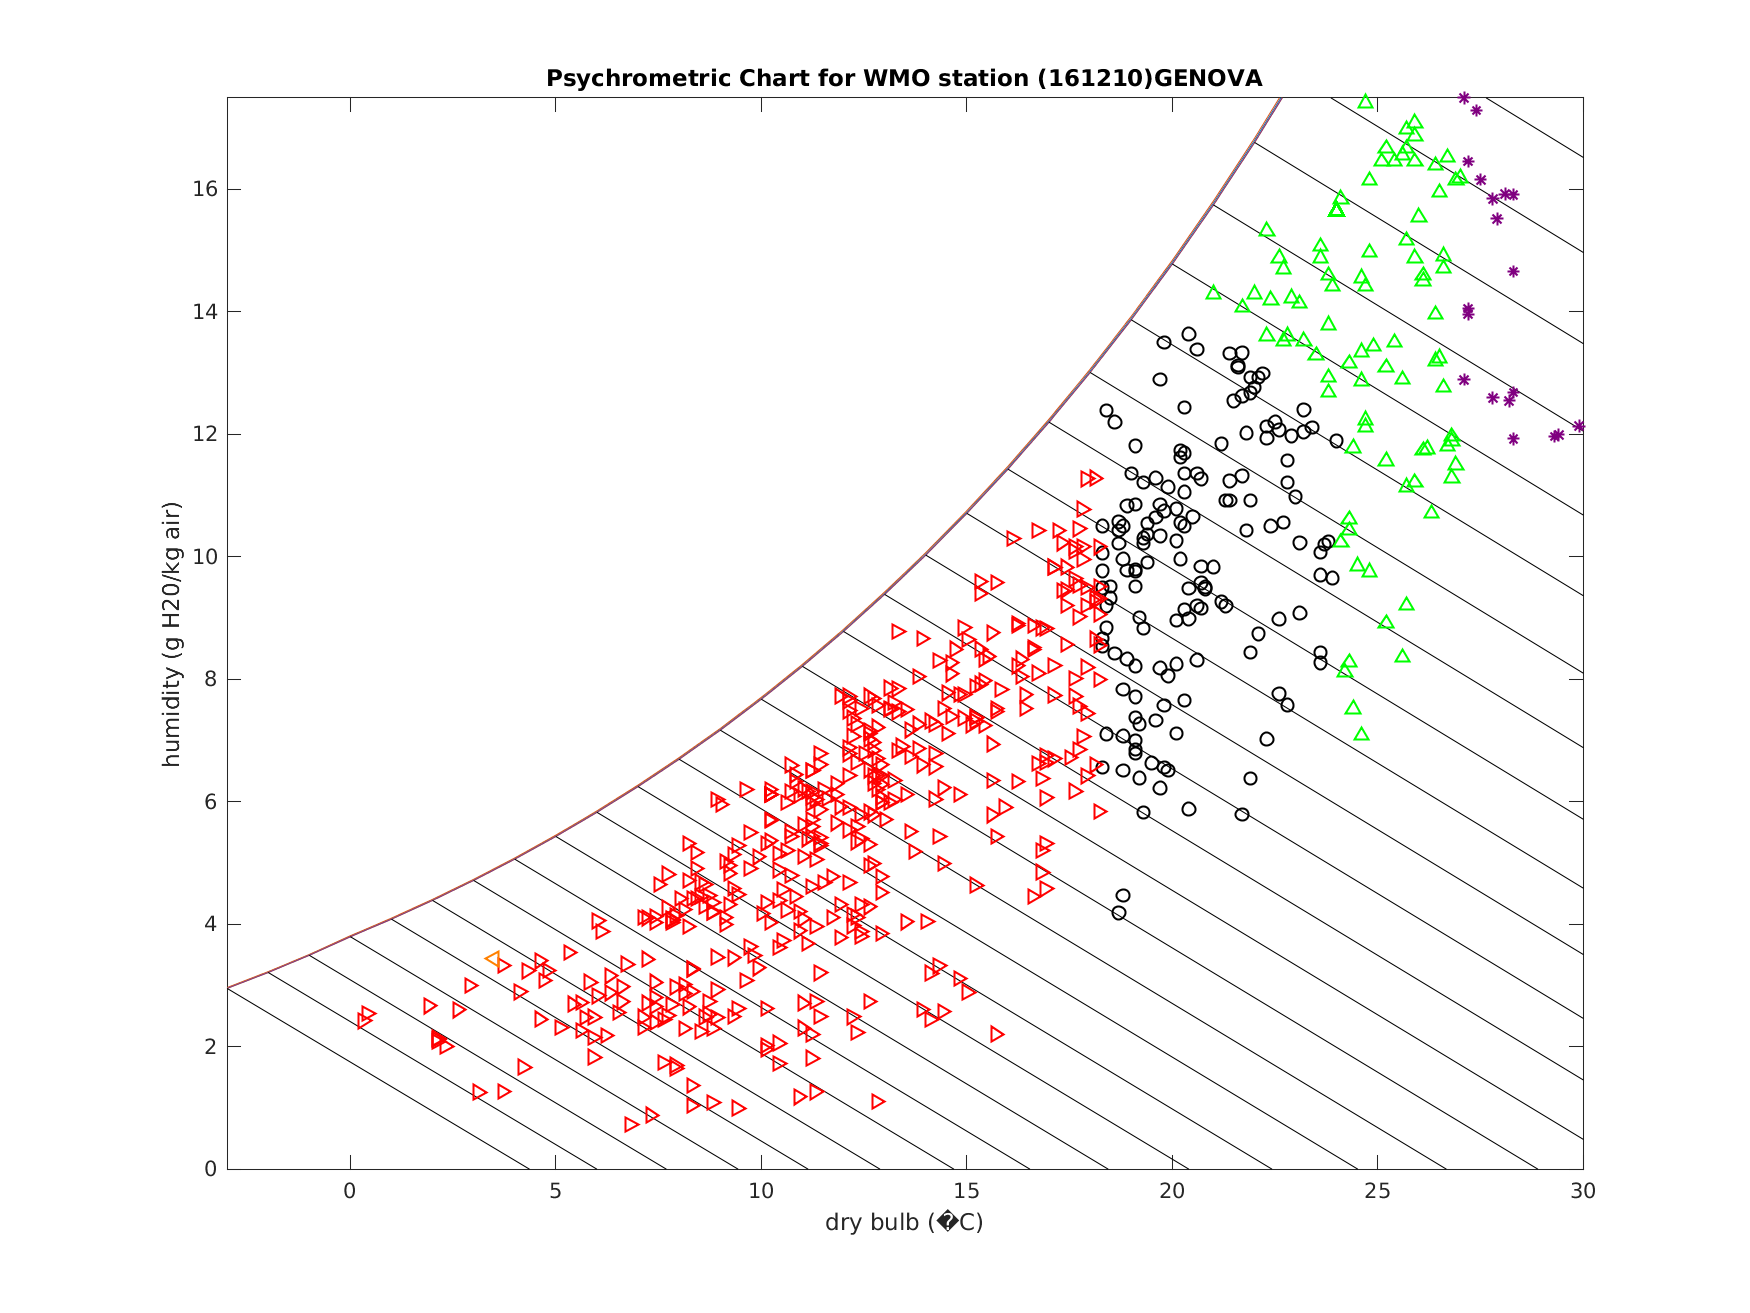 Psychrometric Chart for WMO station (161210)GENOVA
humidity (g H20/kg air)
16
14
12
10
8
6
4
2
0
0 5 10 15 20 25 30
dry bulb (�C)